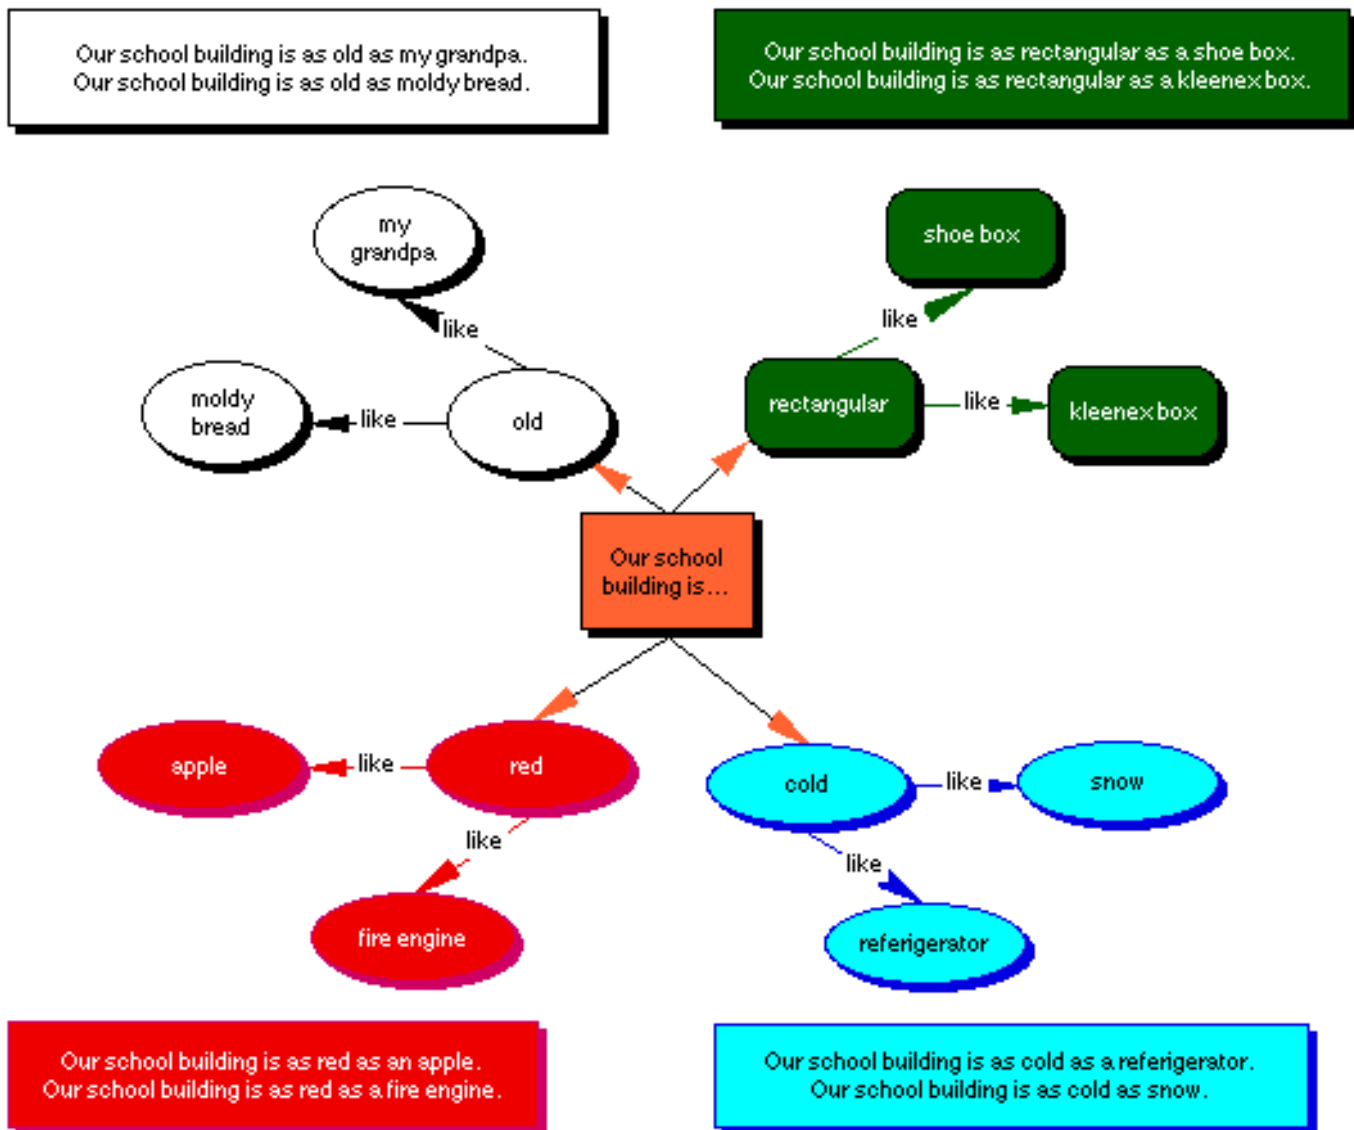 Our school building is as old as my grandpa.
Our school building is as old as moldy bread.
Our school building is as rectangular as a shoe box.
Our school building is as rectangular as a kleenex box.
my
grandpa
like
moldy
bread
like
old
shoe box
like
rectangular
like
kleenex box
Our school
building is...
apple
like
red
like
fire engine
cold
like
snow
like
referigerator
Our school building is as red as an apple.
Our school building is as red as a fire engine.
Our school building is as cold as a referigerator.
Our school building is as cold as snow.